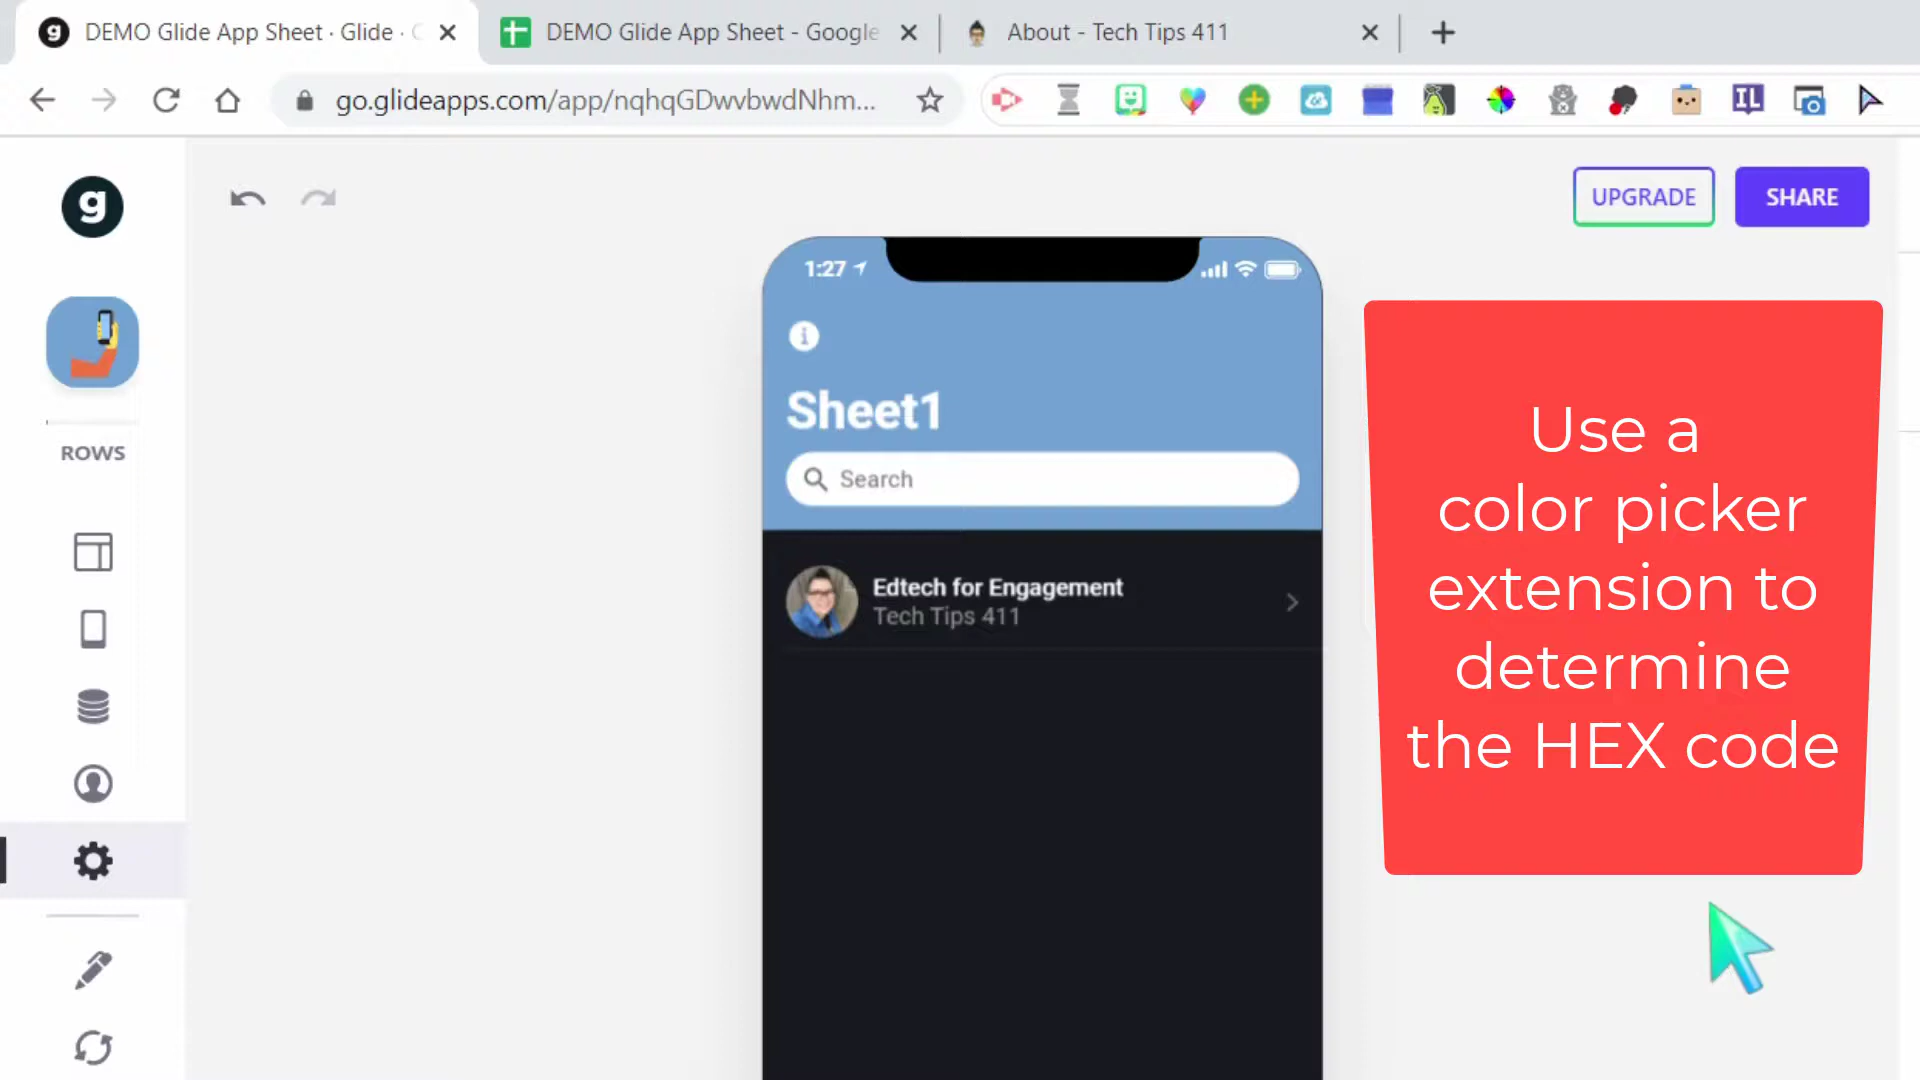 DEMO Glide App Sheet · Glide ·
DEMO Glide App Sheet - Google
About - Tech Tips 411
go.glideapps.com/app/nqhqGDwvbwdNhm...
IL
g
UPGRADE
SHARE
1:27
Sheet1
Search
ROWS
Edtech for Engagement
Tech Tips 411
Use a
color picker
extension to
determine
the HEX code